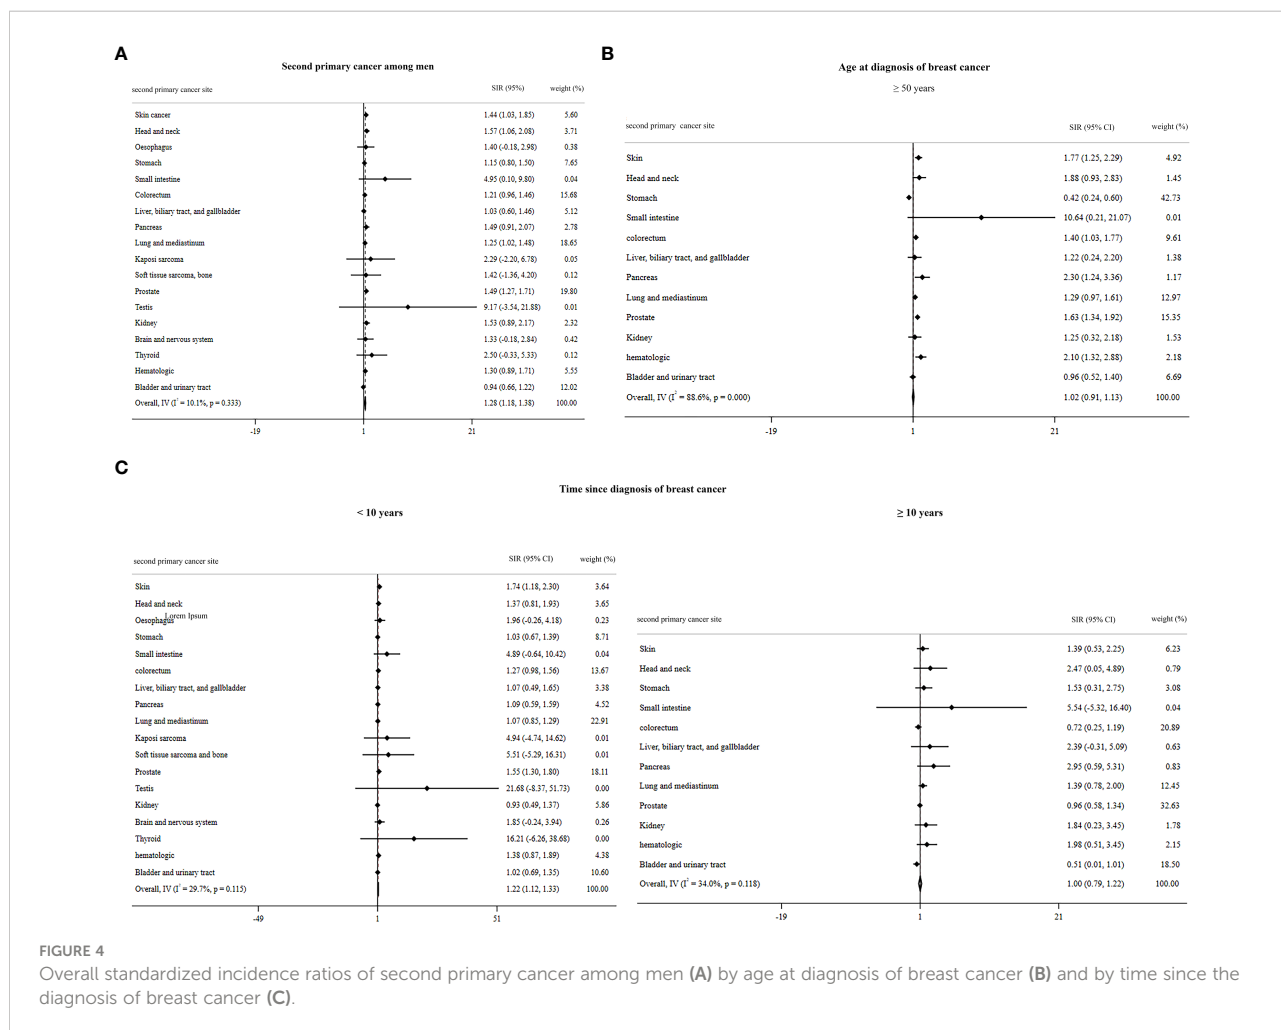 A
Second primary cancer among men
second primary cancer site SIR (95%) weight (%)
Skin cancer 1.44 (1.03, 1.85) 5.60
Head and neck 1.57 (1.06, 2.08) 3.71
Oesophagus 1.40 (-0.18, 2.98) 0.38
Stomach 1.15 (0.80, 1.50) 7.65
Small intestine 4.95 (0.10, 9.80) 0.04
Colorectum 1.21 (0.96, 1.46) 15.68
Liver, biliary tract, and gallbladder 1.03 (0.60, 1.46) 5.12
Pancreas 1.49 (0.91, 2.07) 2.78
Lung and mediastinum 1.25 (1.02, 1.48) 18.65
Kaposi sarcoma 2.29 (-2.20, 6.78) 0.05
Soft tissue sarcoma, bone 1.42 (-1.36, 4.20) 0.12
Prostate 1.49 (1.27, 1.71) 19.80
Testis 9.17 (-3.54, 21.88) 0.01
Kidney 1.53 (0.89, 2.17) 2.32
Brain and nervous system 1.33 (-0.18, 2.84) 0.42
Thyroid 2.50 (-0.33, 5.33) 0.12
Hematologic 1.30 (0.89, 1.71) 5.55
Bladder and urinary tract 0.94 (0.66, 1.22) 12.02
Overall, IV (I² = 10.1%, p = 0.333) 1.28 (1.18, 1.38) 100.00
-19 1 21
B
Age at diagnosis of breast cancer
≥ 50 years
second primary cancer site SIR (95% CI) weight (%)
Skin 1.77 (1.25, 2.29) 4.92
Head and neck 1.88 (0.93, 2.83) 1.45
Stomach 0.42 (0.24, 0.60) 42.73
Small intestine 10.64 (0.21, 21.07) 0.01
colorectum 1.40 (1.03, 1.77) 9.61
Liver, biliary tract, and gallbladder 1.22 (0.24, 2.20) 1.38
Pancreas 2.30 (1.24, 3.36) 1.17
Lung and mediastinum 1.29 (0.97, 1.61) 12.97
Prostate 1.63 (1.34, 1.92) 15.35
Kidney 1.25 (0.32, 2.18) 1.53
hematologic 2.10 (1.32, 2.88) 2.18
Bladder and urinary tract 0.96 (0.52, 1.40) 6.69
Overall, IV (I² = 88.6%, p = 0.000) 1.02 (0.91, 1.13) 100.00
-19 1 21
C
Time since diagnosis of breast cancer
< 10 years
second primary cancer site SIR (95% CI) weight (%)
Skin 1.74 (1.18, 2.30) 3.64
Head and neck 1.37 (0.81, 1.93) 3.65
Lorem Ipsum
Oesophagus 1.96 (-0.26, 4.18) 0.23
Stomach 1.03 (0.67, 1.39) 8.71
Small intestine 4.89 (-0.64, 10.42) 0.04
colorectum 1.27 (0.98, 1.56) 13.67
Liver, biliary tract, and gallbladder 1.07 (0.49, 1.65) 3.38
Pancreas 1.09 (0.59, 1.59) 4.52
Lung and mediastinum 1.07 (0.85, 1.29) 22.91
Kaposi sarcoma 4.94 (-4.74, 14.62) 0.01
Soft tissue sarcoma and bone 5.51 (-5.29, 16.31) 0.01
Prostate 1.55 (1.30, 1.80) 18.11
Testis 21.68 (-8.37, 51.73) 0.00
Kidney 0.93 (0.49, 1.37) 5.86
Brain and nervous system 1.85 (-0.24, 3.94) 0.26
Thyroid 16.21 (-6.26, 38.68) 0.00
hematologic 1.38 (0.87, 1.89) 4.38
Bladder and urinary tract 1.02 (0.69, 1.35) 10.60
Overall, IV (I² = 29.7%, p = 0.115) 1.22 (1.12, 1.33) 100.00
-49 1 51
≥ 10 years
second primary cancer site SIR (95% CI) weight (%)
Skin 1.39 (0.53, 2.25) 6.23
Head and neck 2.47 (0.05, 4.89) 0.79
Stomach 1.53 (0.31, 2.75) 3.08
Small intestine 5.54 (-5.32, 16.40) 0.04
colorectum 0.72 (0.25, 1.19) 20.89
Liver, biliary tract, and gallbladder 2.39 (-0.31, 5.09) 0.63
Pancreas 2.95 (0.59, 5.31) 0.83
Lung and mediastinum 1.39 (0.78, 2.00) 12.45
Prostate 0.96 (0.58, 1.34) 32.63
Kidney 1.84 (0.23, 3.45) 1.78
hematologic 1.98 (0.51, 3.45) 2.15
Bladder and urinary tract 0.51 (0.01, 1.01) 18.50
Overall, IV (I² = 34.0%, p = 0.118) 1.00 (0.79, 1.22) 100.00
-19 1 21
FIGURE 4
Overall standardized incidence ratios of second primary cancer among men (A) by age at diagnosis of breast cancer (B) and by time since the
diagnosis of breast cancer (C).